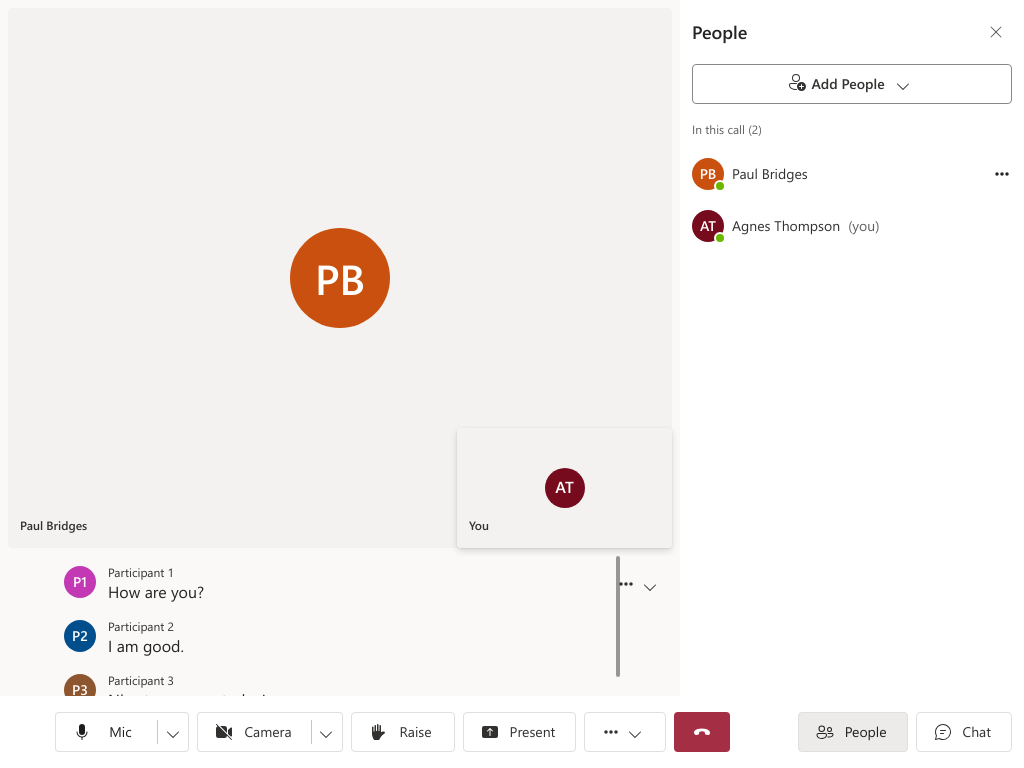 PB
Paul Bridges
AT
You
P1
Participant 1
How are you?
P2
Participant 2
I am good.
P3
Participant 3
People
Add People
In this call (2)
PB
Paul Bridges
AT
Agnes Thompson (you)
Mic
Camera
Raise
Present
People
Chat